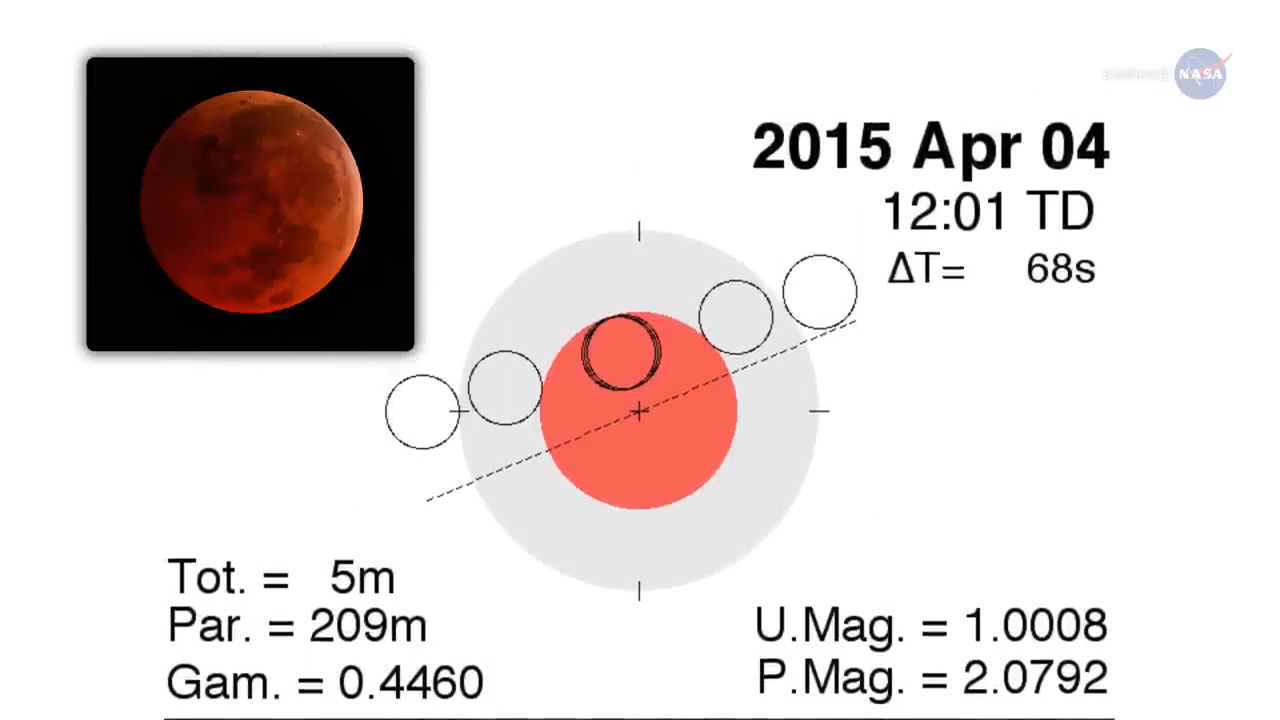 NASA
2015 Apr 04
12:01 TD
ΔT= 68s
Tot. = 5m
Par. = 209m
Gam. = 0.4460
U.Mag. = 1.0008
P.Mag. = 2.0792